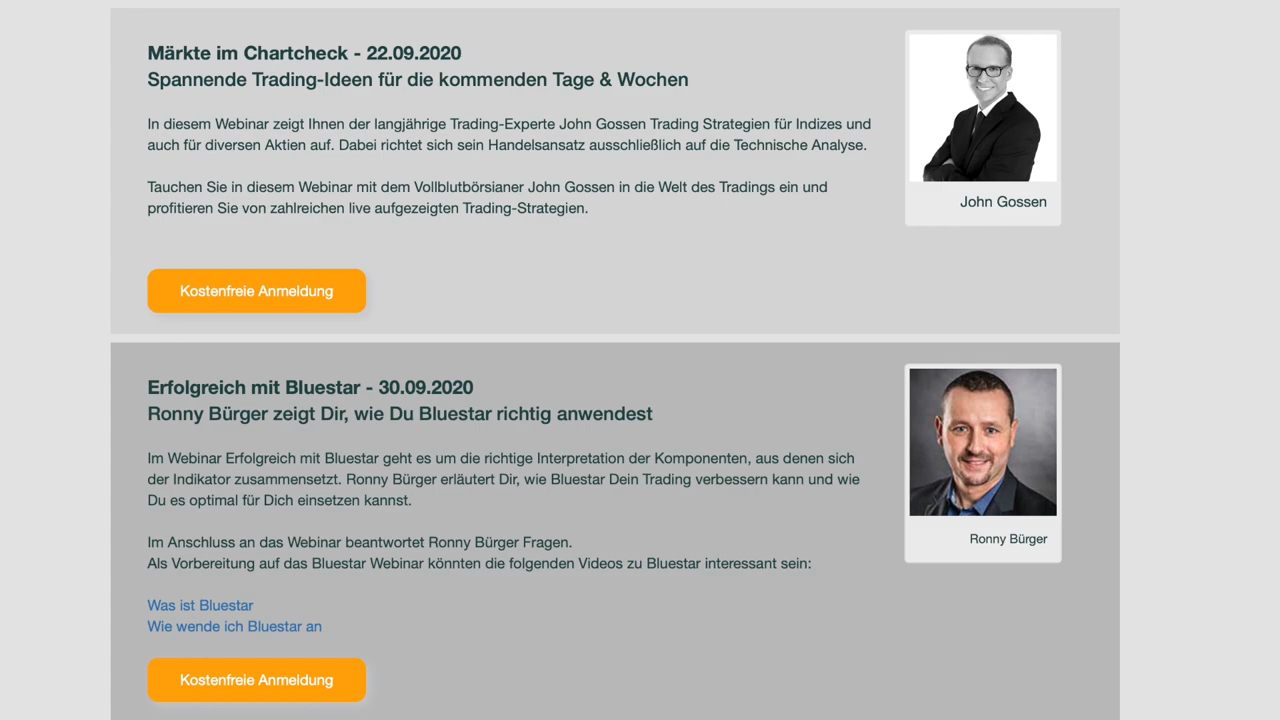 Märkte im Chartcheck - 22.09.2020
Spannende Trading-Ideen für die kommenden Tage & Wochen
In diesem Webinar zeigt Ihnen der langjährige Trading-Experte John Gossen Trading Strategien für Indizes und
auch für diversen Aktien auf. Dabei richtet sich sein Handelsansatz ausschließlich auf die Technische Analyse.
Tauchen Sie in diesem Webinar mit dem Vollblutbörsianer John Gossen in die Welt des Tradings ein und
profitieren Sie von zahlreichen live aufgezeigten Trading-Strategien.
John Gossen
Kostenfreie Anmeldung
Erfolgreich mit Bluestar - 30.09.2020
Ronny Bürger zeigt Dir, wie Du Bluestar richtig anwendest
Im Webinar Erfolgreich mit Bluestar geht es um die richtige Interpretation der Komponenten, aus denen sich
der Indikator zusammensetzt. Ronny Bürger erläutert Dir, wie Bluestar Dein Trading verbessern kann und wie
Du es optimal für Dich einsetzen kannst.
Im Anschluss an das Webinar beantwortet Ronny Bürger Fragen.
Als Vorbereitung auf das Bluestar Webinar könnten die folgenden Videos zu Bluestar interessant sein:
Was ist Bluestar
Wie wende ich Bluestar an
Ronny Bürger
Kostenfreie Anmeldung